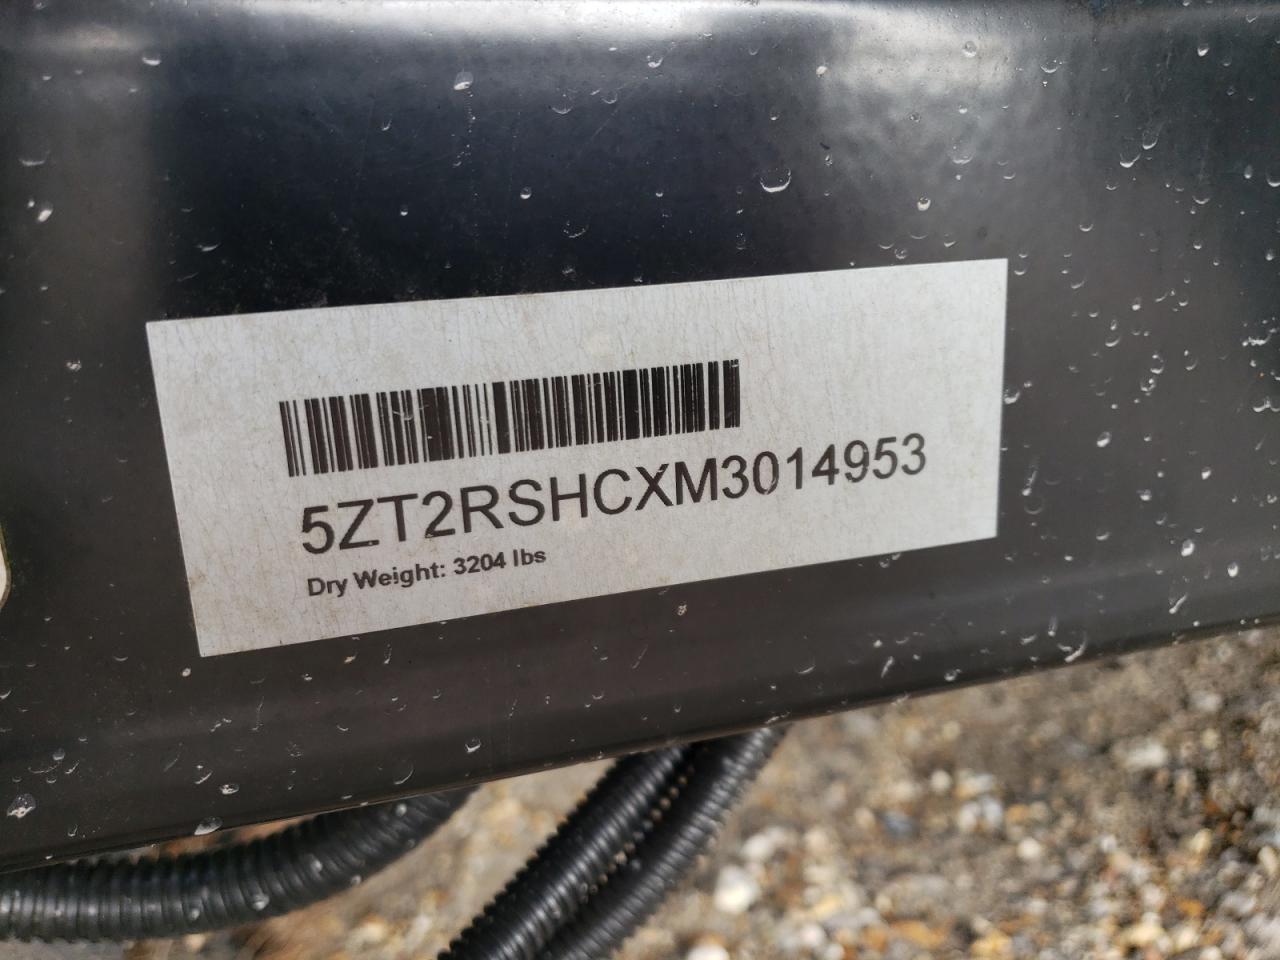 5ZT2RSHCXM3014953
Dry Weight: 3204 lbs